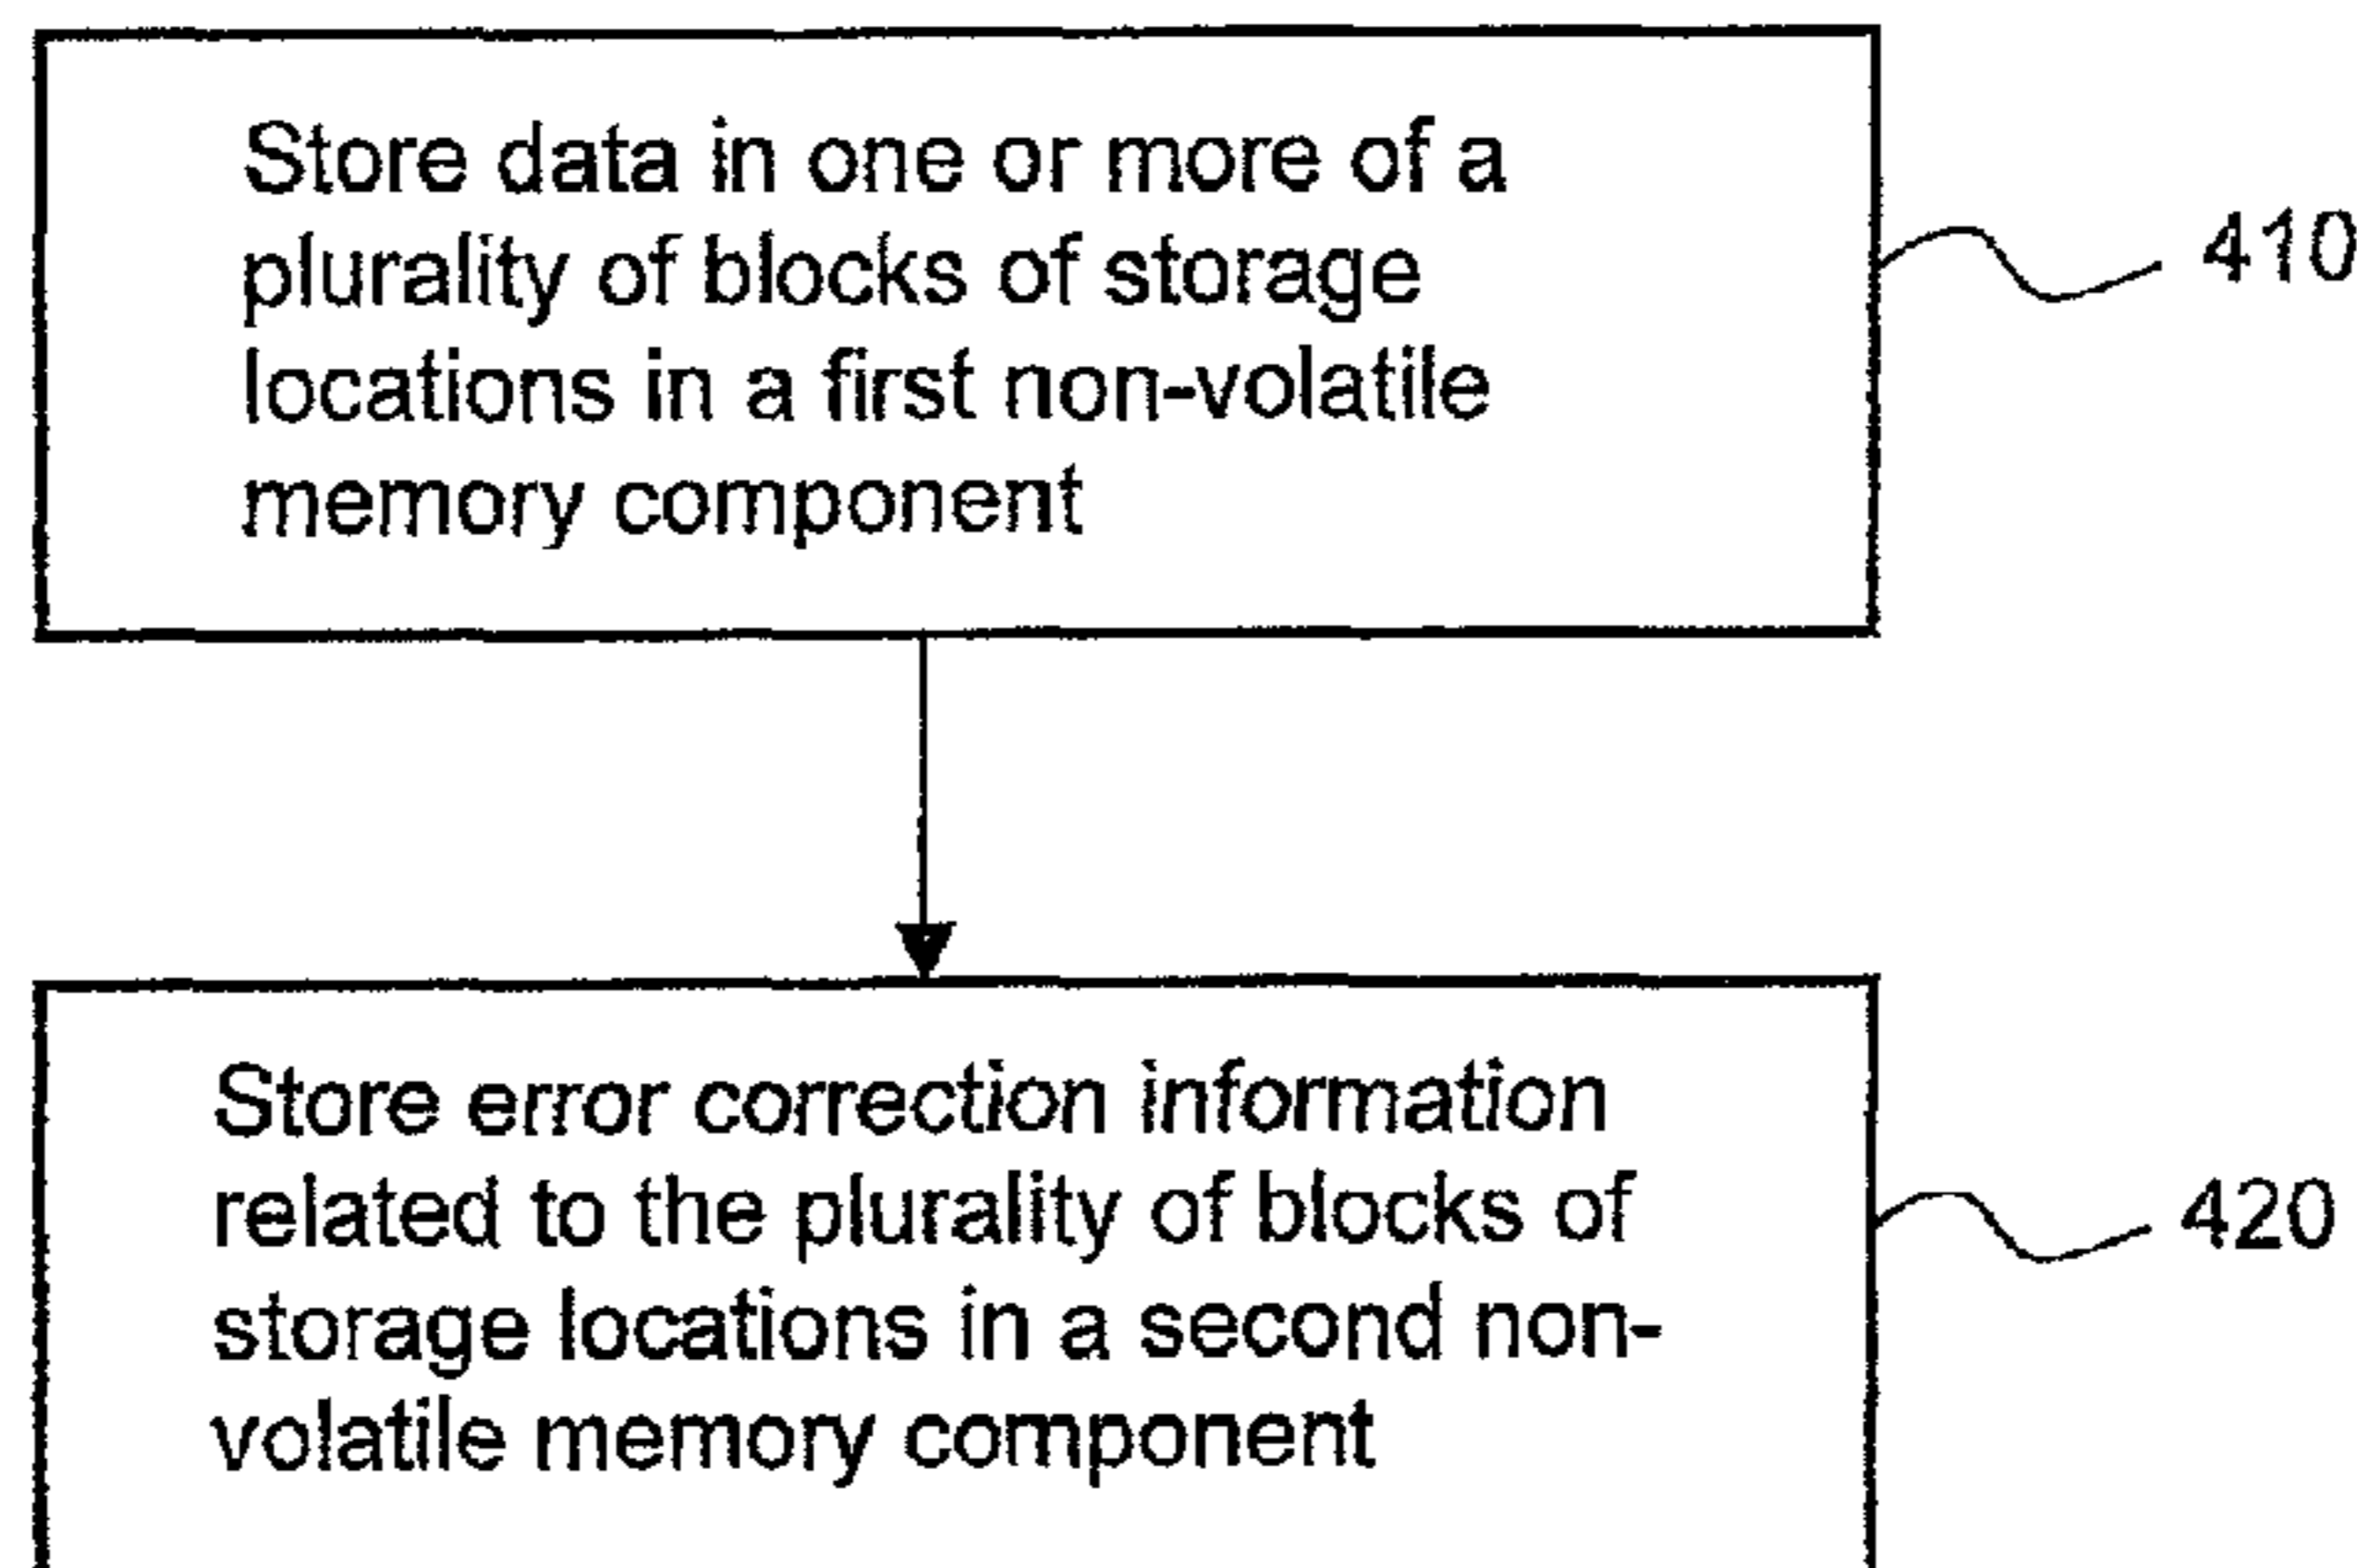 Store data in one or more of a
plurality of blocks of storage
locations in a first non-volatile
memory component
410
Store error correction information
related to the plurality of blocks of
storage locations in a second non-
volatile memory component
420